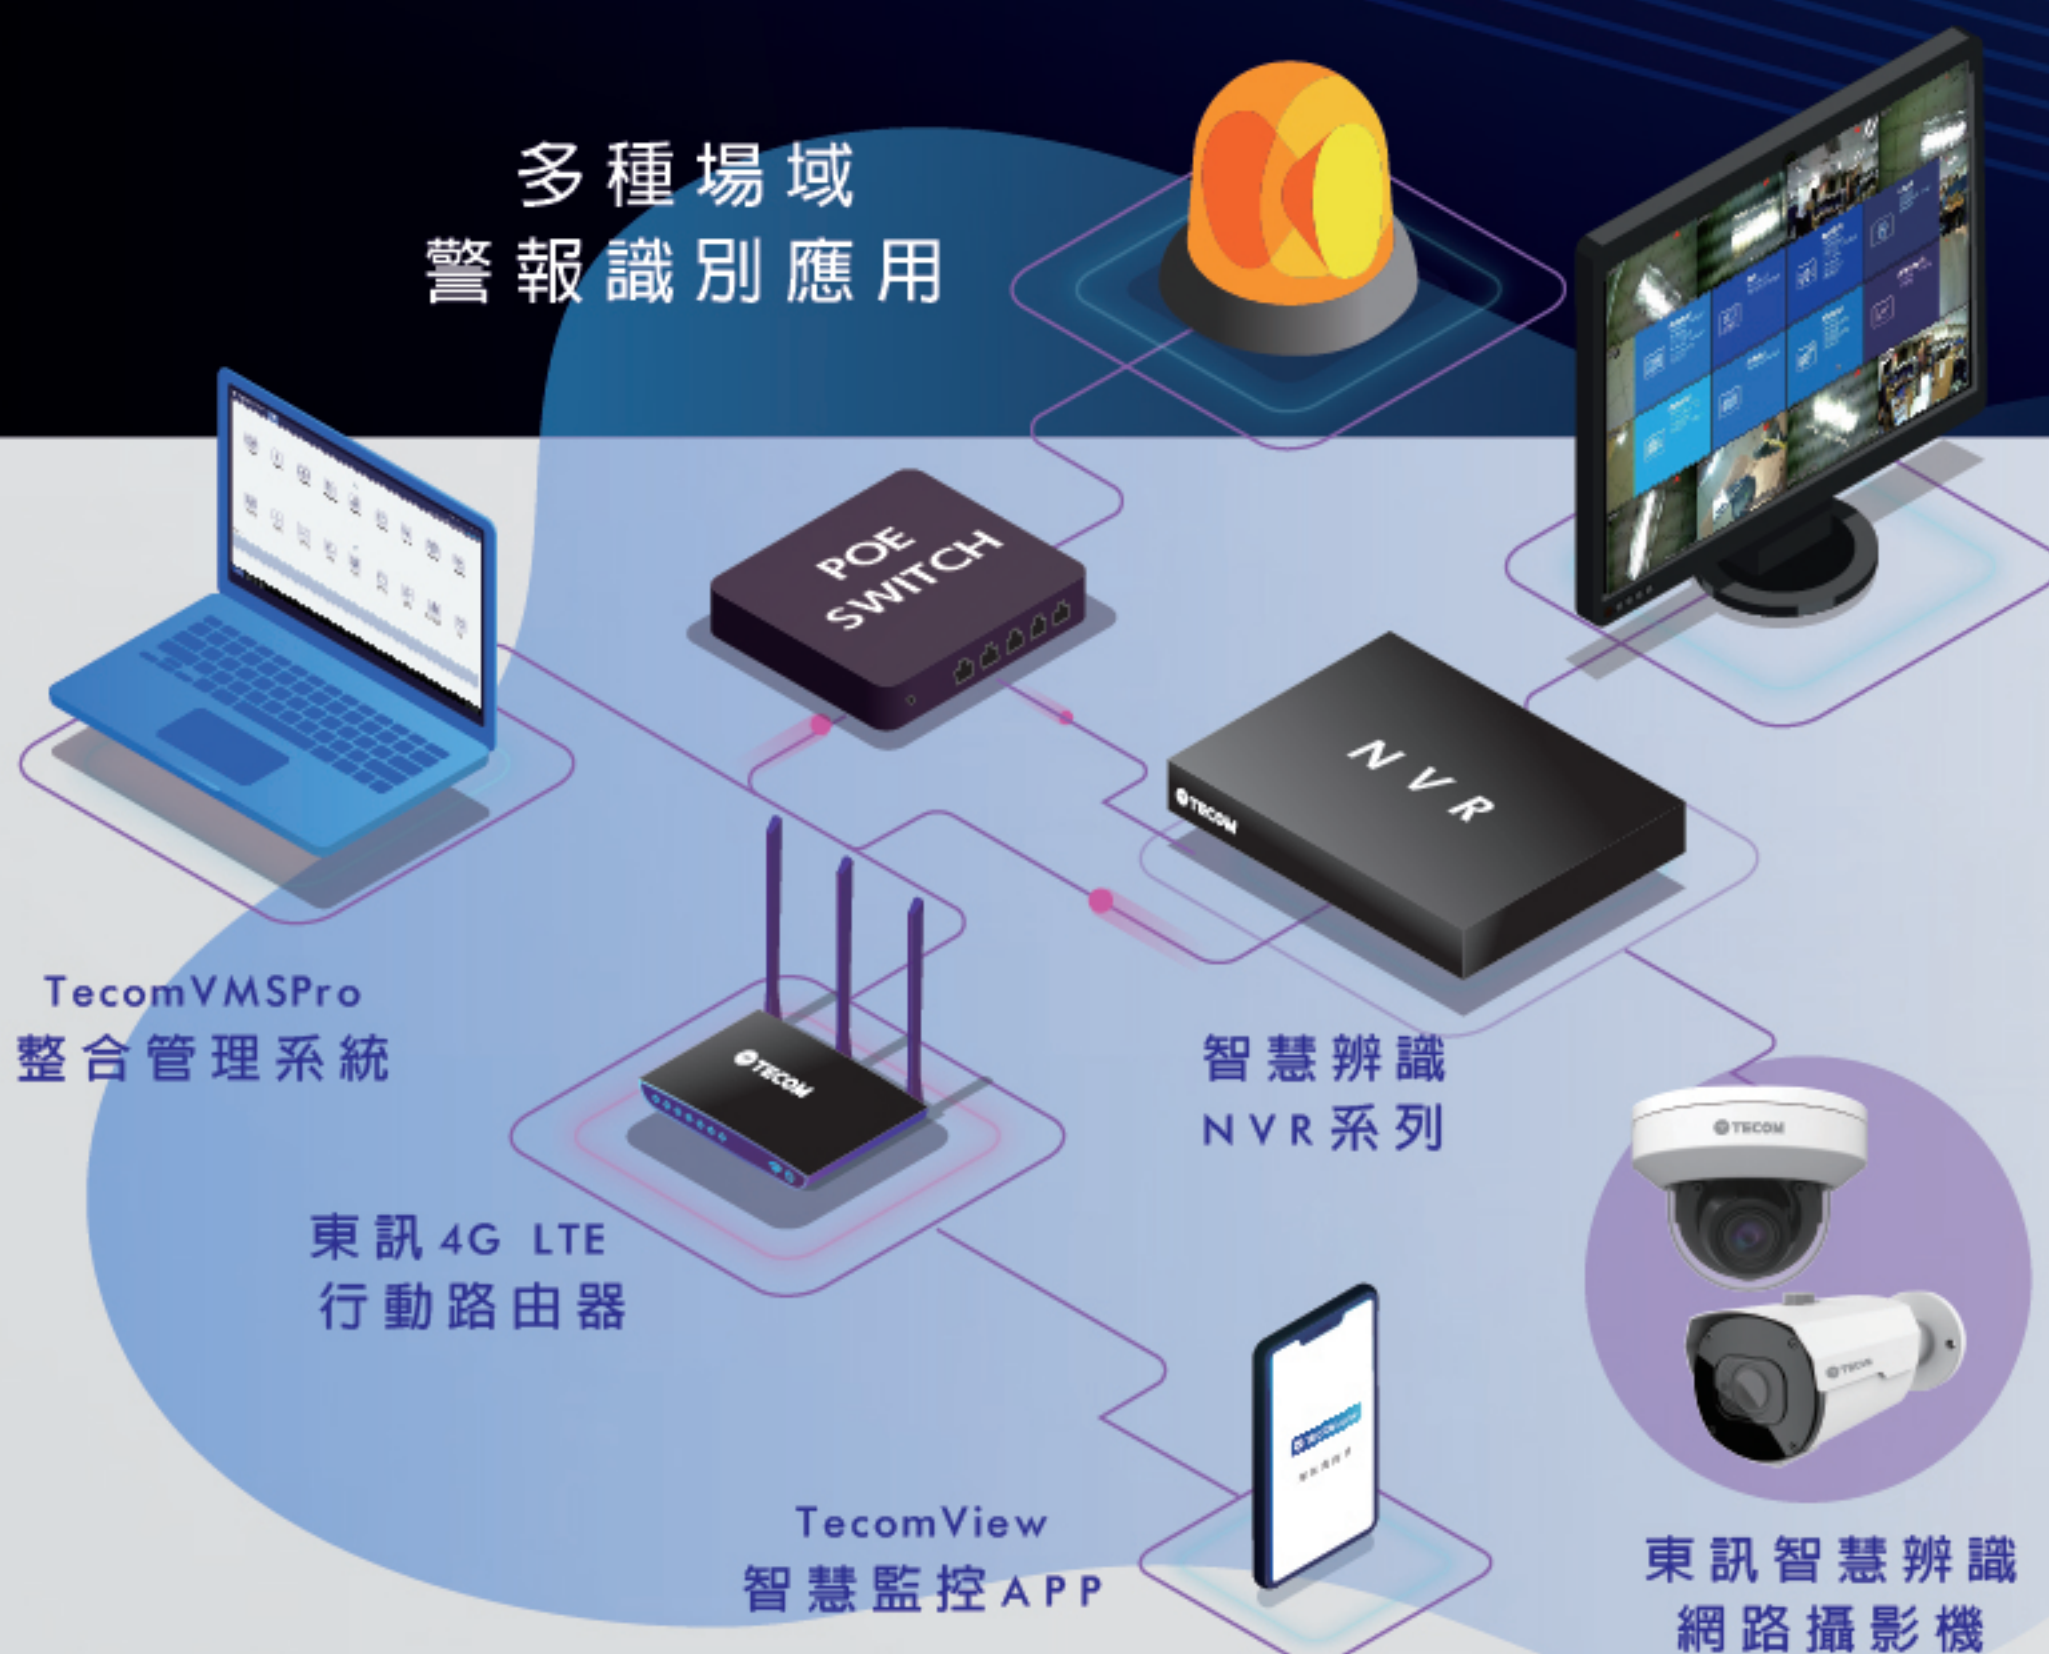 多種場域
警報識別應用
POE
SWITCH
NVR
TECOM
TecomVMSPro
整合管理系統
TECOM
智慧辨識
NVR系列
TECOM
東訊4G LTE
行動路由器
TECOM
TecomView
智慧監控APP
東訊智慧辨識
網路攝影機